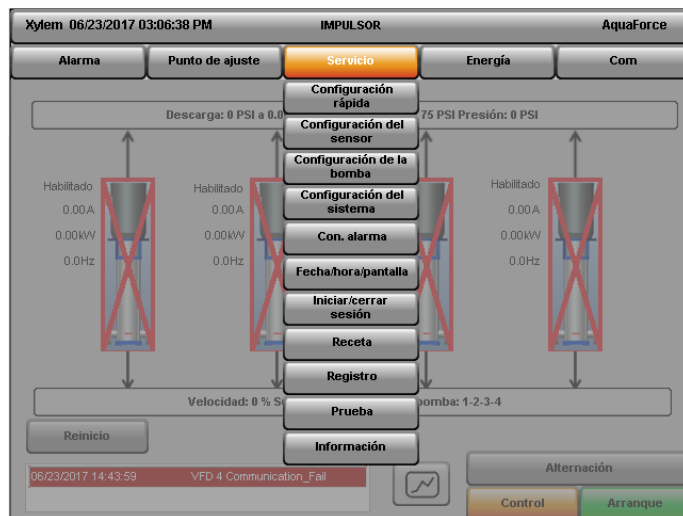 Xylem 06/23/2017 03:06:38 PM IMPULSOR AquaForce
Alarma Punto de ajuste Servicio Energía Com
Configuración
rápida
Descarga: 0 PSI a 0.0 75 PSI Presión: 0 PSI
Configuración del
sensor
Configuración de la
bomba
Configuración del
sistema
Con. alarma
Fecha/hora/pantalla
Iniciar/cerrar
sesión
Receta
Registro
Prueba
Información
Habilitado
0.00A
0.00kW
0.0Hz
Habilitado
0.00A
0.00kW
0.0Hz
Habilitado
0.00A
0.00kW
0.0Hz
Velocidad: 0 % bomba: 1-2-3-4
Reinicio
06/23/2017 14:43:59 VFD 4 Communication_Fail
Alternación
Control Arranque